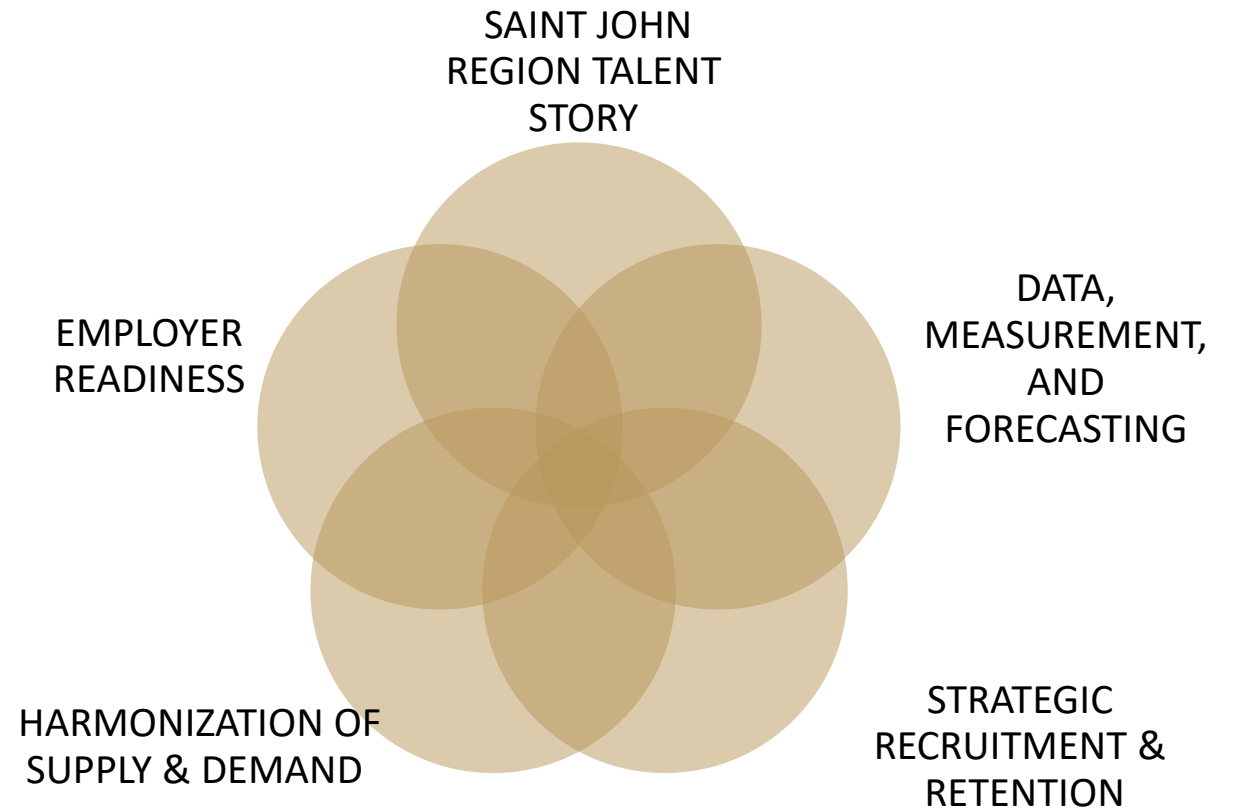 SAINT JOHN
REGION TALENT
STORY
DATA,
MEASUREMENT,
AND
FORECASTING
STRATEGIC
RECRUITMENT &
RETENTION
HARMONIZATION OF
SUPPLY & DEMAND
EMPLOYER
READINESS